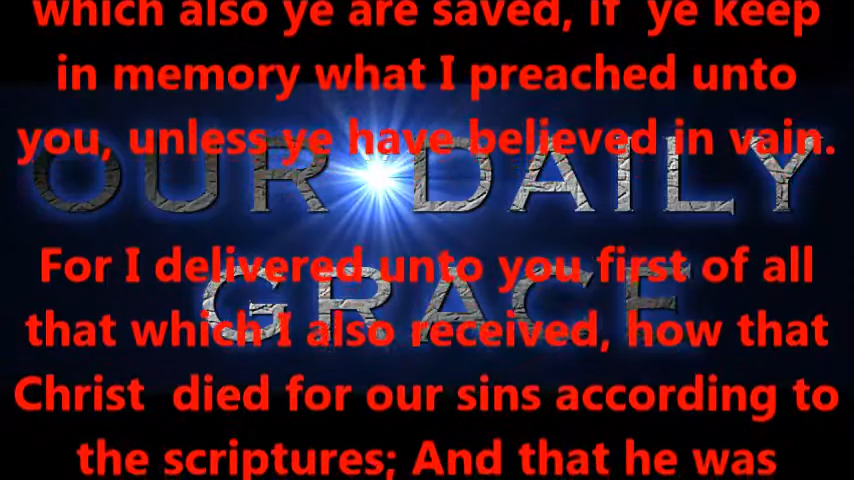 which also ye are saved, if ye keep
in memory what I preached unto
you, unless ye have believed in vain.
OUR DAILY
For I delivered unto you first of all
GRACE
that which I also received, how that
Christ died for our sins according to
the scriptures; And that he was